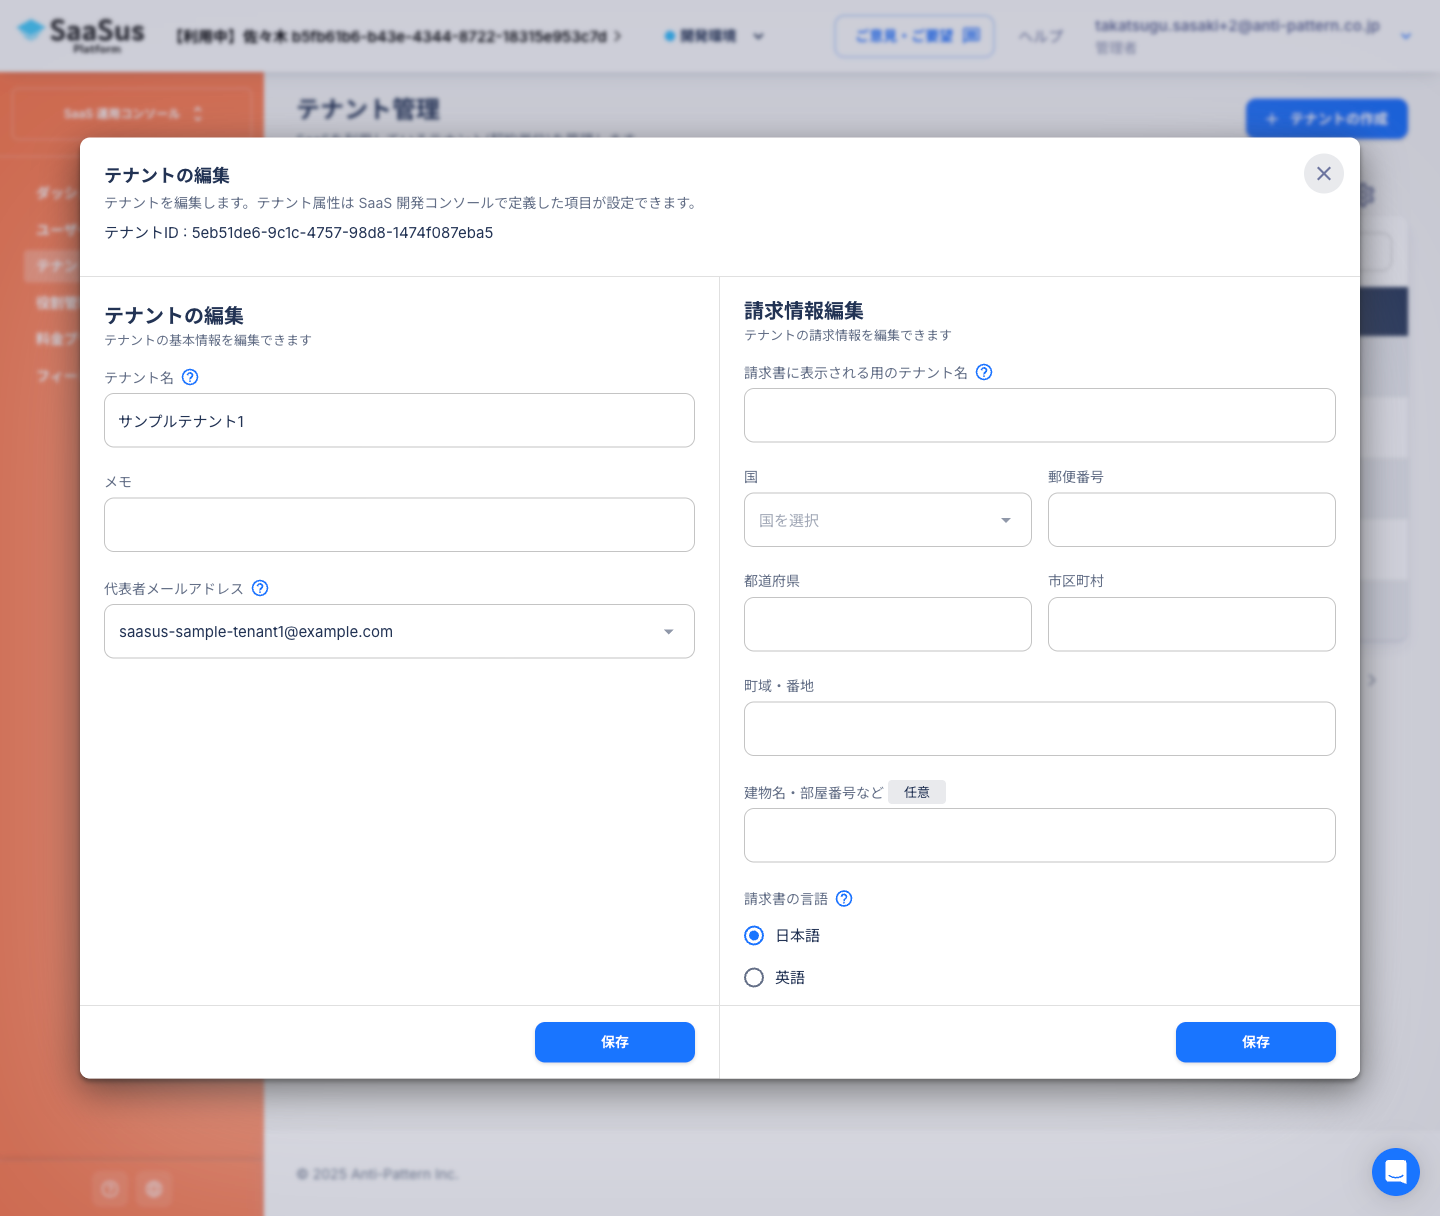 SaaSus
Platform
【利用中】佐々木 b5fb61b6-b43e-4344-8722-18315e953c7d
開発環境
ご意見・ご要望
ヘルプ
takatsugu.sasaki+2@anti-pattern.co.jp
管理者
SaaS 運用コンソール
テナント管理
テナントの作成
テナントの編集
テナントを編集します。テナント属性は SaaS 開発コンソールで定義した項目が設定できます。
テナントID : 5eb51de6-9c1c-4757-98d8-1474f087eba5
テナントの編集
テナントの基本情報を編集できます
テナント名
サンプルテナント1
メモ
代表者メールアドレス
saasus-sample-tenant1@example.com
保存
請求情報編集
テナントの請求情報を編集できます
請求書に表示される用のテナント名
国
国を選択
郵便番号
都道府県
市区町村
町域・番地
建物名・部屋番号など 任意
請求書の言語
日本語
英語
保存
© 2025 Anti-Pattern Inc.